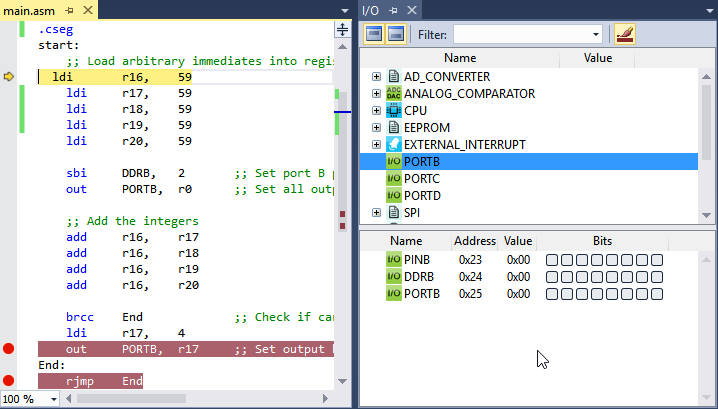 main.asm
.cseg
start:
;; Load arbitrary immediates into regis
ldi r16, 59
ldi r17, 59
ldi r18, 59
ldi r19, 59
ldi r20, 59
sbi DDRB, 2 ;; Set port B p
out PORTB, r0 ;; Set all outp
;; Add the integers
add r16, r17
add r16, r18
add r16, r19
add r16, r20
brcc End ;; Check if car
ldi r17, 4
out PORTB, r17 ;; Set output
End:
rjmp End
100 %
I/O
Filter:
Name Value
AD_CONVERTER
ADC DAC ANALOG_COMPARATOR
CPU
EEPROM
EXTERNAL_INTERRUPT
I/O PORTB
I/O PORTC
I/O PORTD
SPI
Name Address Value Bits
I/O PINB 0x23 0x00
I/O DDRB 0x24 0x00
I/O PORTB 0x25 0x00